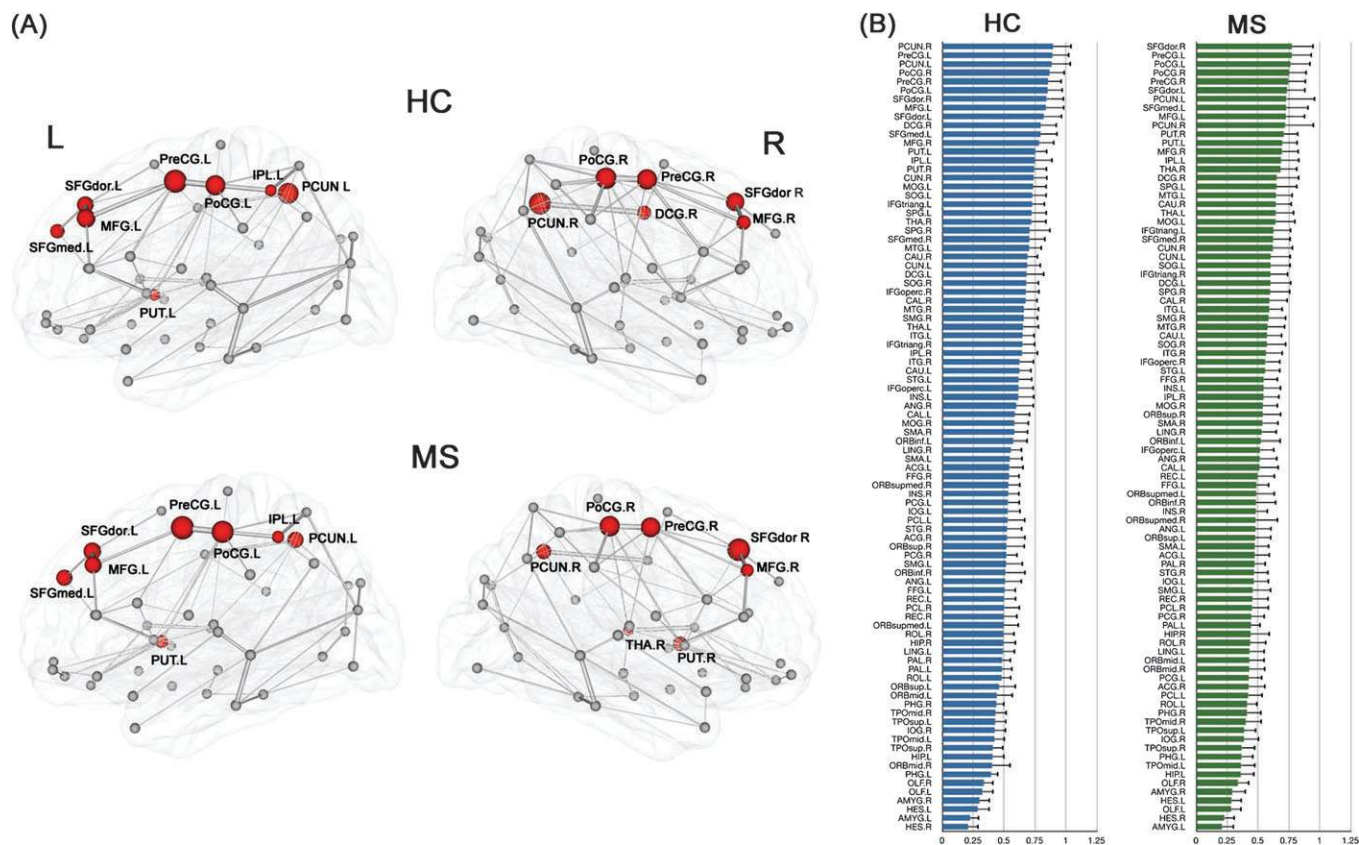 (A)
HC
L
R
PreCG.L
IPL.L
SFGdor.L
PCUN L
MFG.L
PoCG.L
SFGmed.L
PUT.L
PoCG.R
PreCG.R
SFGdor R
PCUN.R
DCG.R
MFG.R
MS
PreCG.L
IPL.L
SFGdor.L
PCUN.L
MFG.L
PoCG.L
SFGmed.L
PUT.L
PoCG.R
PreCG.R
SFGdor R
PCUN.R
MFG.R
THA.R
PUT.R
(B)
HC
PCUN.R
PreCG.L
PCUN.L
PoCG.R
PreCG.R
PoCG.L
SFGdor.R
MFG.L
SFGdor.L
DCG.R
SFGmed.L
MFG.R
PUT.L
IPL.L
PUT.R
CUN.R
MOG.L
SOG.L
IFGtriang.L
SPG.L
THA.R
SPG.R
SFGmed.R
MTG.L
CAU.R
CUN.L
DCG.L
SOG.R
IFGoperc.R
CAL.R
MTG.R
SMG.R
THA.L
ITG.L
IFGtriang.R
IPL.R
ITG.R
CAU.L
STG.L
IFGoperc.L
INS.L
ANG.R
CAL.L
MOG.R
SMA.R
ORBinf.L
LING.R
SMA.L
ACG.L
FFG.R
ORBsupmed.R
INS.R
PCG.L
IOG.L
PCL.L
STG.R
ACG.R
ORBsup.R
PCG.R
SMG.L
ORBinf.R
ANG.L
FFG.L
REC.L
PCL.R
REC.R
ORBsupmed.L
ROL.R
HIP.R
LING.L
PAL.R
PAL.L
ROL.L
ORBsup.L
ORBmid.L
PHG.R
TPOmid.R
TPOsup.L
IOG.R
TPOmid.L
TPOsup.R
HIP.L
ORBmid.R
PHG.L
OLF.R
OLF.L
AMYG.R
HES.L
AMYG.L
HES.R
0 0.25 0.5 0.75 1 1.25
MS
SFGdor.R
PreCG.L
PoCG.L
PoCG.R
PreCG.R
SFGdor.L
PCUN.L
SFGmed.L
MFG.L
PCUN.R
PUT.R
PUT.L
MFG.R
IPL.L
THA.R
DCG.R
SPG.L
MTG.L
CAU.R
THA.L
MOG.L
IFGtriang.L
SFGmed.R
CUN.R
CUN.L
SOG.L
IFGtriang.R
DCG.L
SPG.R
CAL.R
ITG.L
SMG.R
MTG.R
CAU.L
SOG.R
ITG.R
IFGoperc.R
STG.L
FFG.R
INS.L
IPL.R
MOG.R
ORBsup.R
SMA.R
LING.R
ORBinf.L
IFGoperc.L
ANG.R
CAL.L
REC.L
FFG.L
ORBsupmed.L
ORBinf.R
INS.R
ORBsupmed.R
ANG.L
ORBsup.L
SMA.L
ACG.L
PAL.R
STG.R
IOG.L
SMG.L
REC.R
PCL.R
PCG.R
PAL.L
HIP.R
ROL.R
LING.L
ORBmid.L
ORBmid.R
PCG.L
ACG.R
PCL.L
ROL.L
PHG.R
TPOmid.R
TPOsup.L
IOG.R
TPOsup.R
PHG.L
TPOmid.L
HIP.L
OLF.R
AMYG.R
HES.L
OLF.L
HES.R
AMYG.L
0 0.25 0.5 0.75 1 1.25